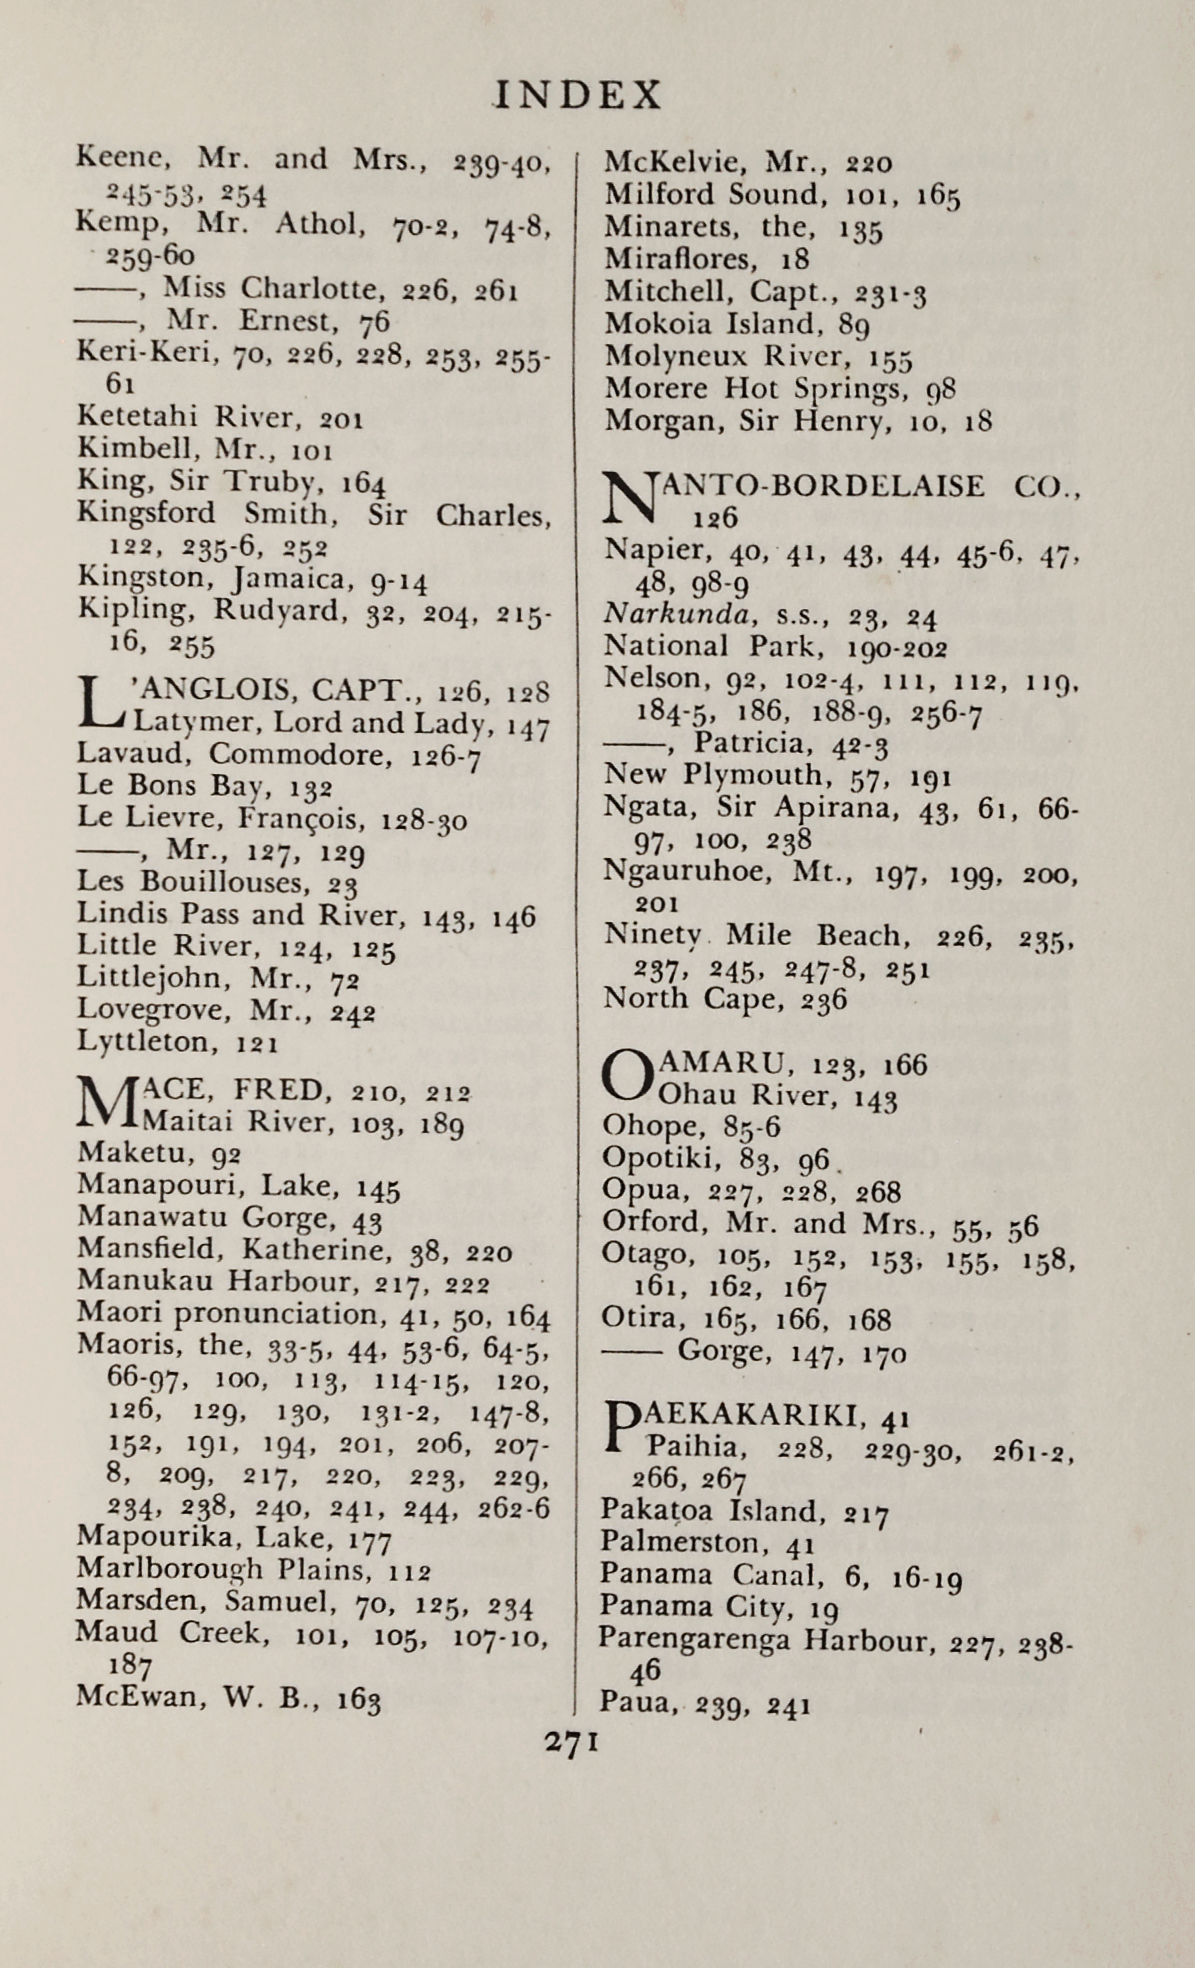 INDEX
Keene, Mr. and Mrs., 239-40,
245-53, 254
Kemp, Mr. Athol, 70-2, 74-8,
259-60
——, Miss Charlotte, 226, 261
——, Mr. Ernest, 76
Keri-Keri, 70, 226, 228, 253, 255-
61
Ketetahi River, 201
Kimbell, Mr., 101
King, Sir Truby, 164
Kingsford Smith, Sir Charles,
122, 235-6, 252
Kingston, Jamaica, 9-14
Kipling, Rudyard, 32, 204, 215-
16, 255
L'ANGLOIS, CAPT., 126, 128
Latymer, Lord and Lady, 147
Lavaud, Commodore, 126-7
Le Bons Bay, 132
Le Lievre, François, 128-30
——, Mr., 127, 129
Les Bouillouses, 23
Lindis Pass and River, 143, 146
Little River, 124, 125
Littlejohn, Mr., 72
Lovegrove, Mr., 242
Lyttleton, 121
MACE, FRED, 210, 212
Maitai River, 103, 189
Maketu, 92
Manapouri, Lake, 145
Manawatu Gorge, 43
Mansfield, Katherine, 38, 220
Manukau Harbour, 217, 222
Maori pronunciation, 41, 50, 164
Maoris, the, 33-5, 44, 53-6, 64-5,
66-97, 100, 113, 114-15, 120,
126, 129, 130, 131-2, 147-8,
152, 191, 194, 201, 206, 207-
8, 209, 217, 220, 223, 229,
234, 238, 240, 241, 244, 262-6
Mapourika, Lake, 177
Marlborough Plains, 112
Marsden, Samuel, 70, 125, 234
Maud Creek, 101, 105, 107-10,
187
McEwan, W. B., 163
McKelvie, Mr., 220
Milford Sound, 101, 165
Minarets, the, 135
Miraflores, 18
Mitchell, Capt., 231-3
Mokoia Island, 89
Molyneux River, 155
Morere Hot Springs, 98
Morgan, Sir Henry, 10, 18
NANTO-BORDELAISE CO.,
126
Napier, 40, 41, 43, 44, 45-6, 47,
48, 98-9
Narkunda, s.s., 23, 24
National Park, 190-202
Nelson, 92, 102-4, 111, 112, 119,
184-5, 186, 188-9, 256-7
——, Patricia, 42-3
New Plymouth, 57, 191
Ngata, Sir Apirana, 43, 61, 66-
97, 100, 238
Ngauruhoe, Mt., 197, 199, 200,
201
Ninety Mile Beach, 226, 235,
237, 245, 247-8, 251
North Cape, 236
OAMARU, 123, 166
Ohau River, 143
Ohope, 85-6
Opotiki, 83, 96
Opua, 227, 228, 268
Orford, Mr. and Mrs., 55, 56
Otago, 105, 152, 153, 155, 158,
161, 162, 167
Otira, 165, 166, 168
—— Gorge, 147, 170
PAEKAKARIKI, 41
Paihia, 228, 229-30, 261-2,
266, 267
Pakatoa Island, 217
Palmerston, 41
Panama Canal, 6, 16-19
Panama City, 19
Parengarenga Harbour, 227, 238-
46
Paua, 239, 241
271